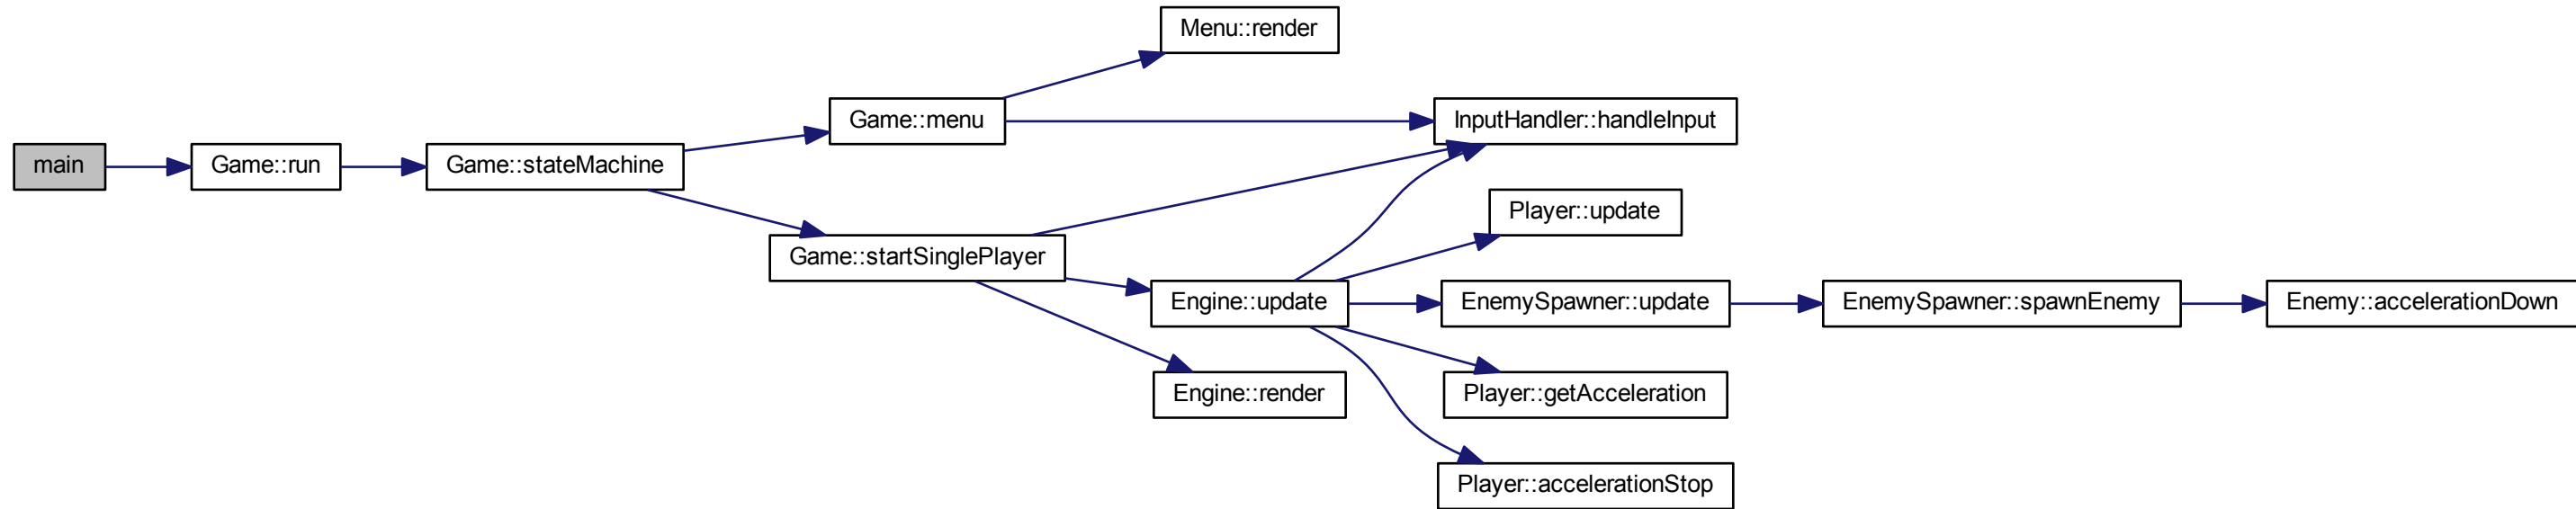 main
Game::run
Game::stateMachine
Game::menu
Game::startSinglePlayer
Menu::render
InputHandler::handleInput
Engine::update
Engine::render
Player::update
EnemySpawner::update
Player::getAcceleration
Player::accelerationStop
EnemySpawner::spawnEnemy
Enemy::accelerationDown